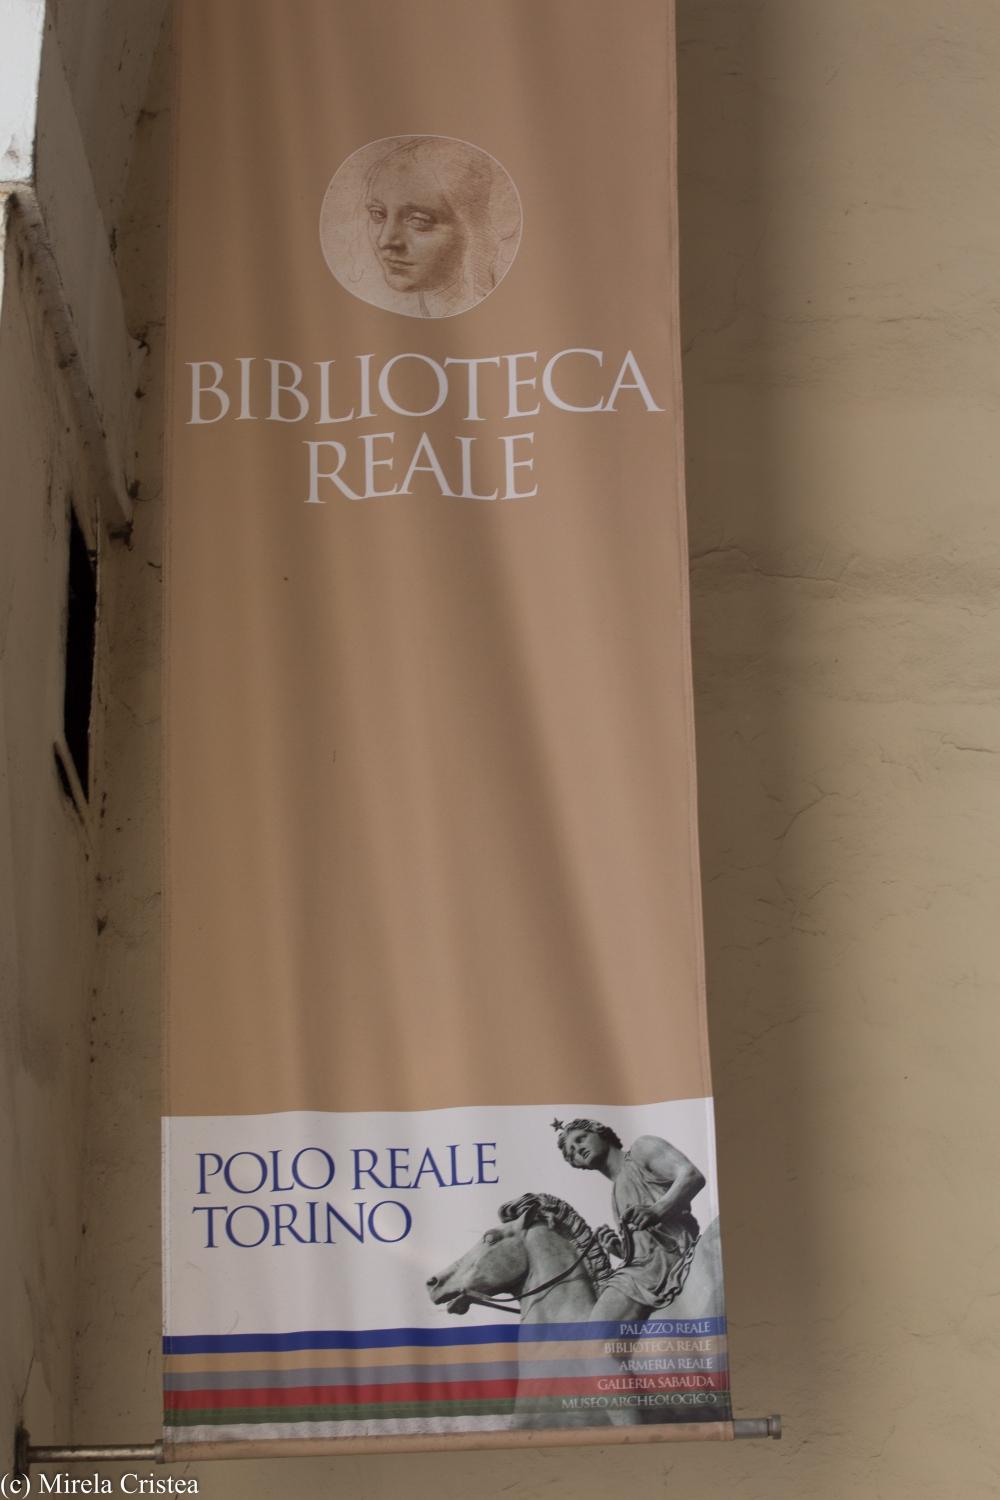 BIBLIOTECA
REALE
POLO REALE
TORINO
PALAZZO REALE
BIBLIOTECA REALE
ARMERIA REALE
GALLERIA SABAUDA
MUSEO ARCHEOLOGICO
(c) Mirela Cristea